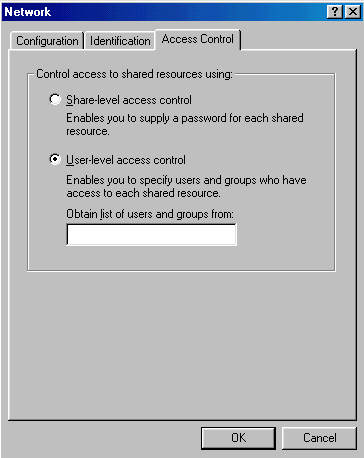 Network
Configuration Identification Access Control
Control access to shared resources using:
Share-level access control
Enables you to supply a password for each shared
resource.
User-level access control
Enables you to specify users and groups who have
access to each shared resource.
Obtain list of users and groups from:
OK Cancel